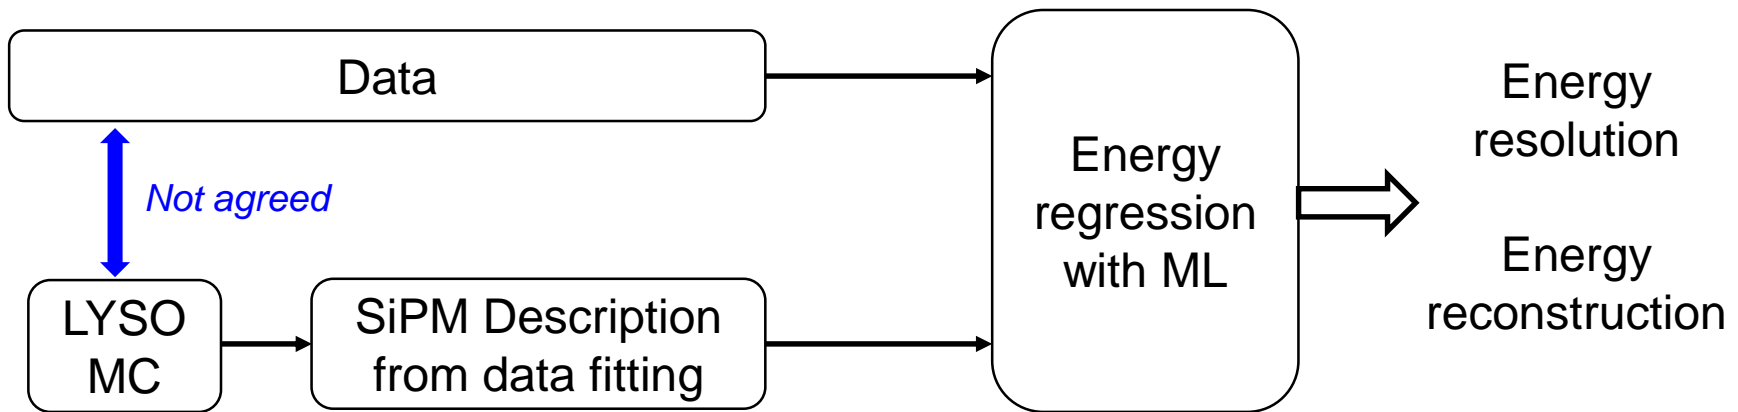 Data
Not agreed
LYSO
MC
SiPM Description
from data fitting
Energy
regression
with ML
Energy
resolution
Energy
reconstruction